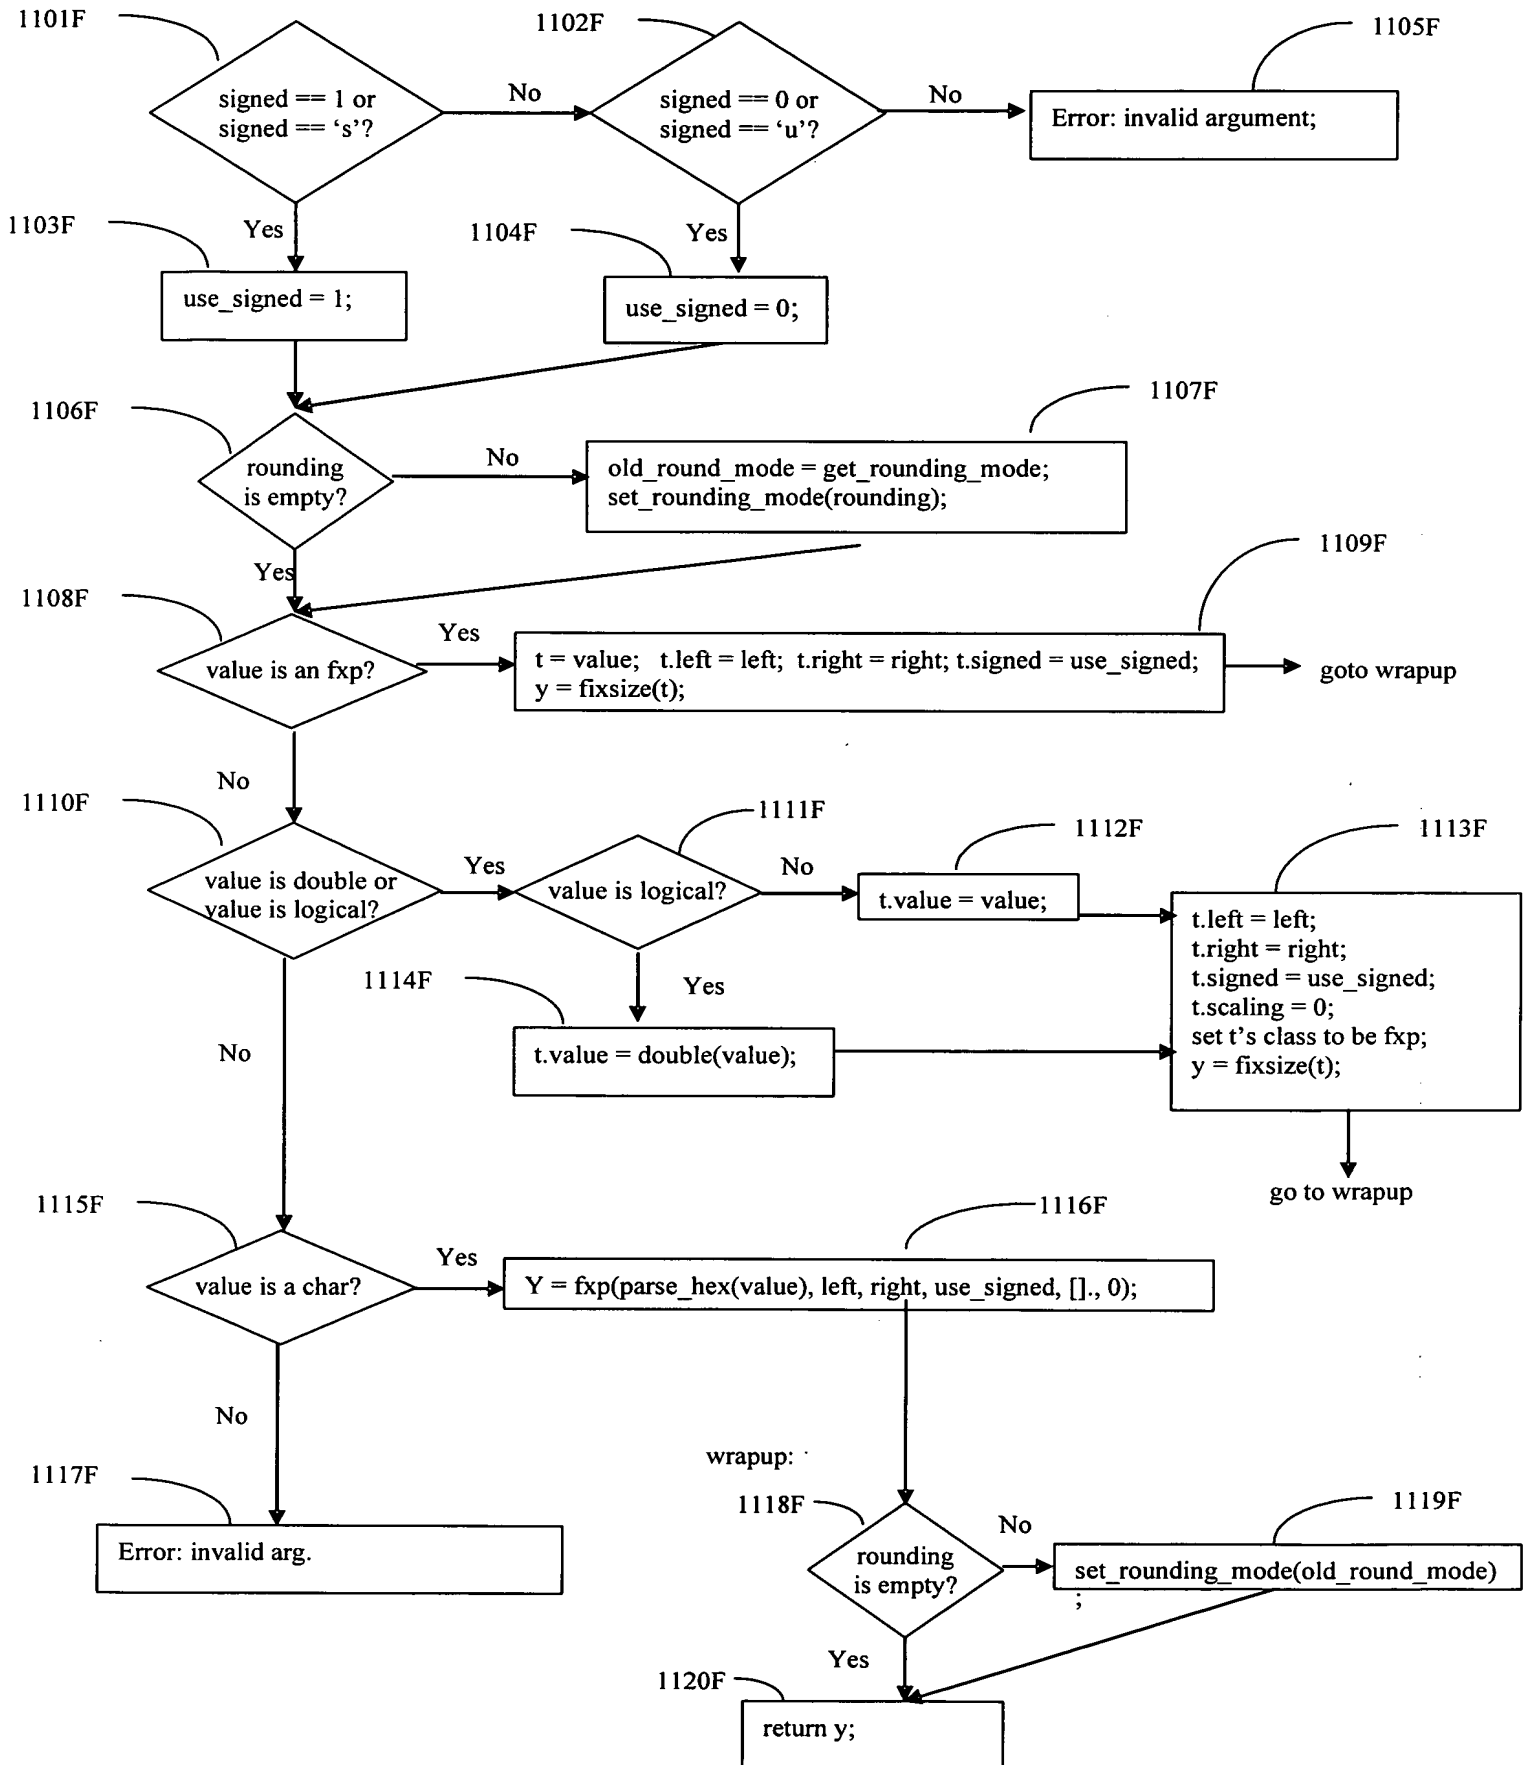 1101F
1102F
1105F
signed == 1 or
signed == ‘s’?
No
signed == 0 or
signed == ‘u’?
No
Error: invalid argument;
1103F
Yes
1104F
Yes
use_signed = 1;
use_signed = 0;
1106F
1107F
rounding
is empty?
No
old_round_mode = get_rounding_mode;
set_rounding_mode(rounding);
Yes
1108F
1109F
value is an fxp?
Yes
t = value; t.left = left; t.right = right; t.signed = use_signed;
y = fixsize(t);
goto wrapup
No
1110F
1111F
1112F
1113F
value is double or
value is logical?
Yes
value is logical?
No
t.value = value;
t.left = left;
t.right = right;
t.signed = use_signed;
t.scaling = 0;
set t's class to be fxp;
y = fixsize(t);
1114F
Yes
No
t.value = double(value);
go to wrapup
1115F
1116F
value is a char?
Yes
Y = fxp(parse_hex(value), left, right, use_signed, []., 0);
No
wrapup:
1117F
1118F
1119F
Error: invalid arg.
rounding
is empty?
No
set_rounding_mode(old_round_mode)
;
Yes
1120F
return y;